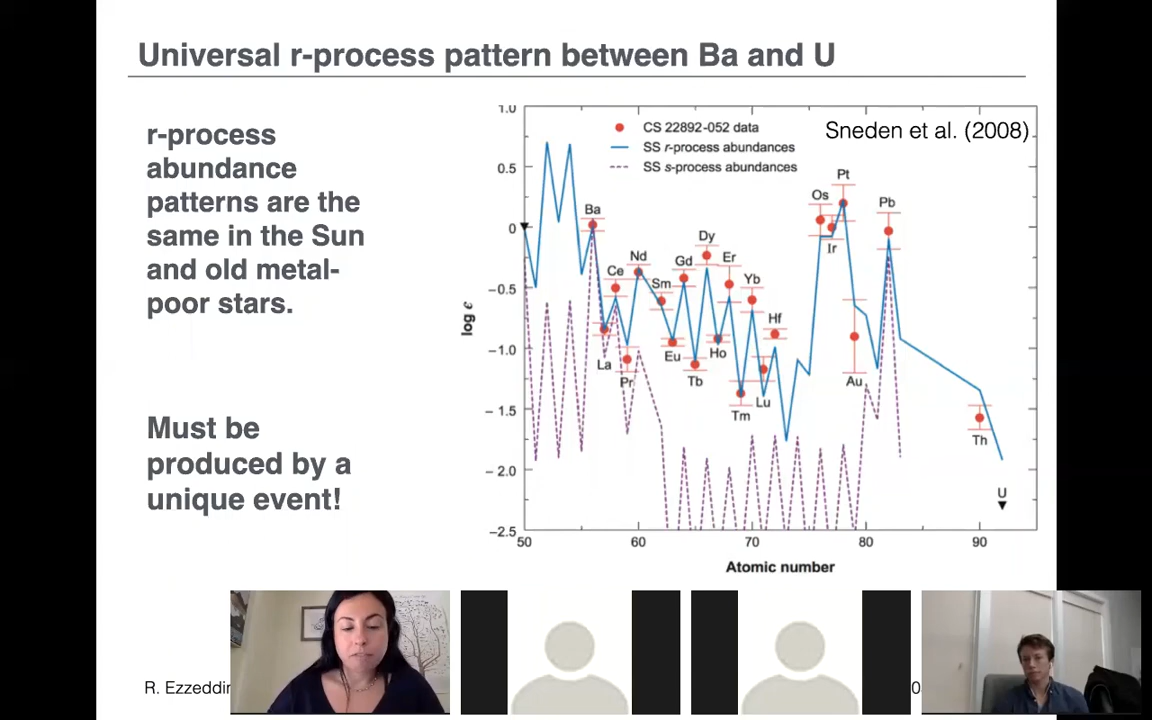 Universal r-process pattern between Ba and U
r-process
abundance
patterns are the
same in the Sun
and old metal-
poor stars.
Must be
produced by a
unique event!
CS 22892-052 data
SS r-process abundances
SS s-process abundances
Sneden et al. (2008)
1.0
0.5
0
−0.5
−1.0
−1.5
−2.0
−2.5
log ϵ
Ba
La
Ce
Pr
Nd
Sm
Eu
Gd
Tb
Dy
Ho
Er
Tm
Yb
Lu
Hf
Os
Ir
Pt
Au
Pb
Th
U
50 60 70 80 90
Atomic number